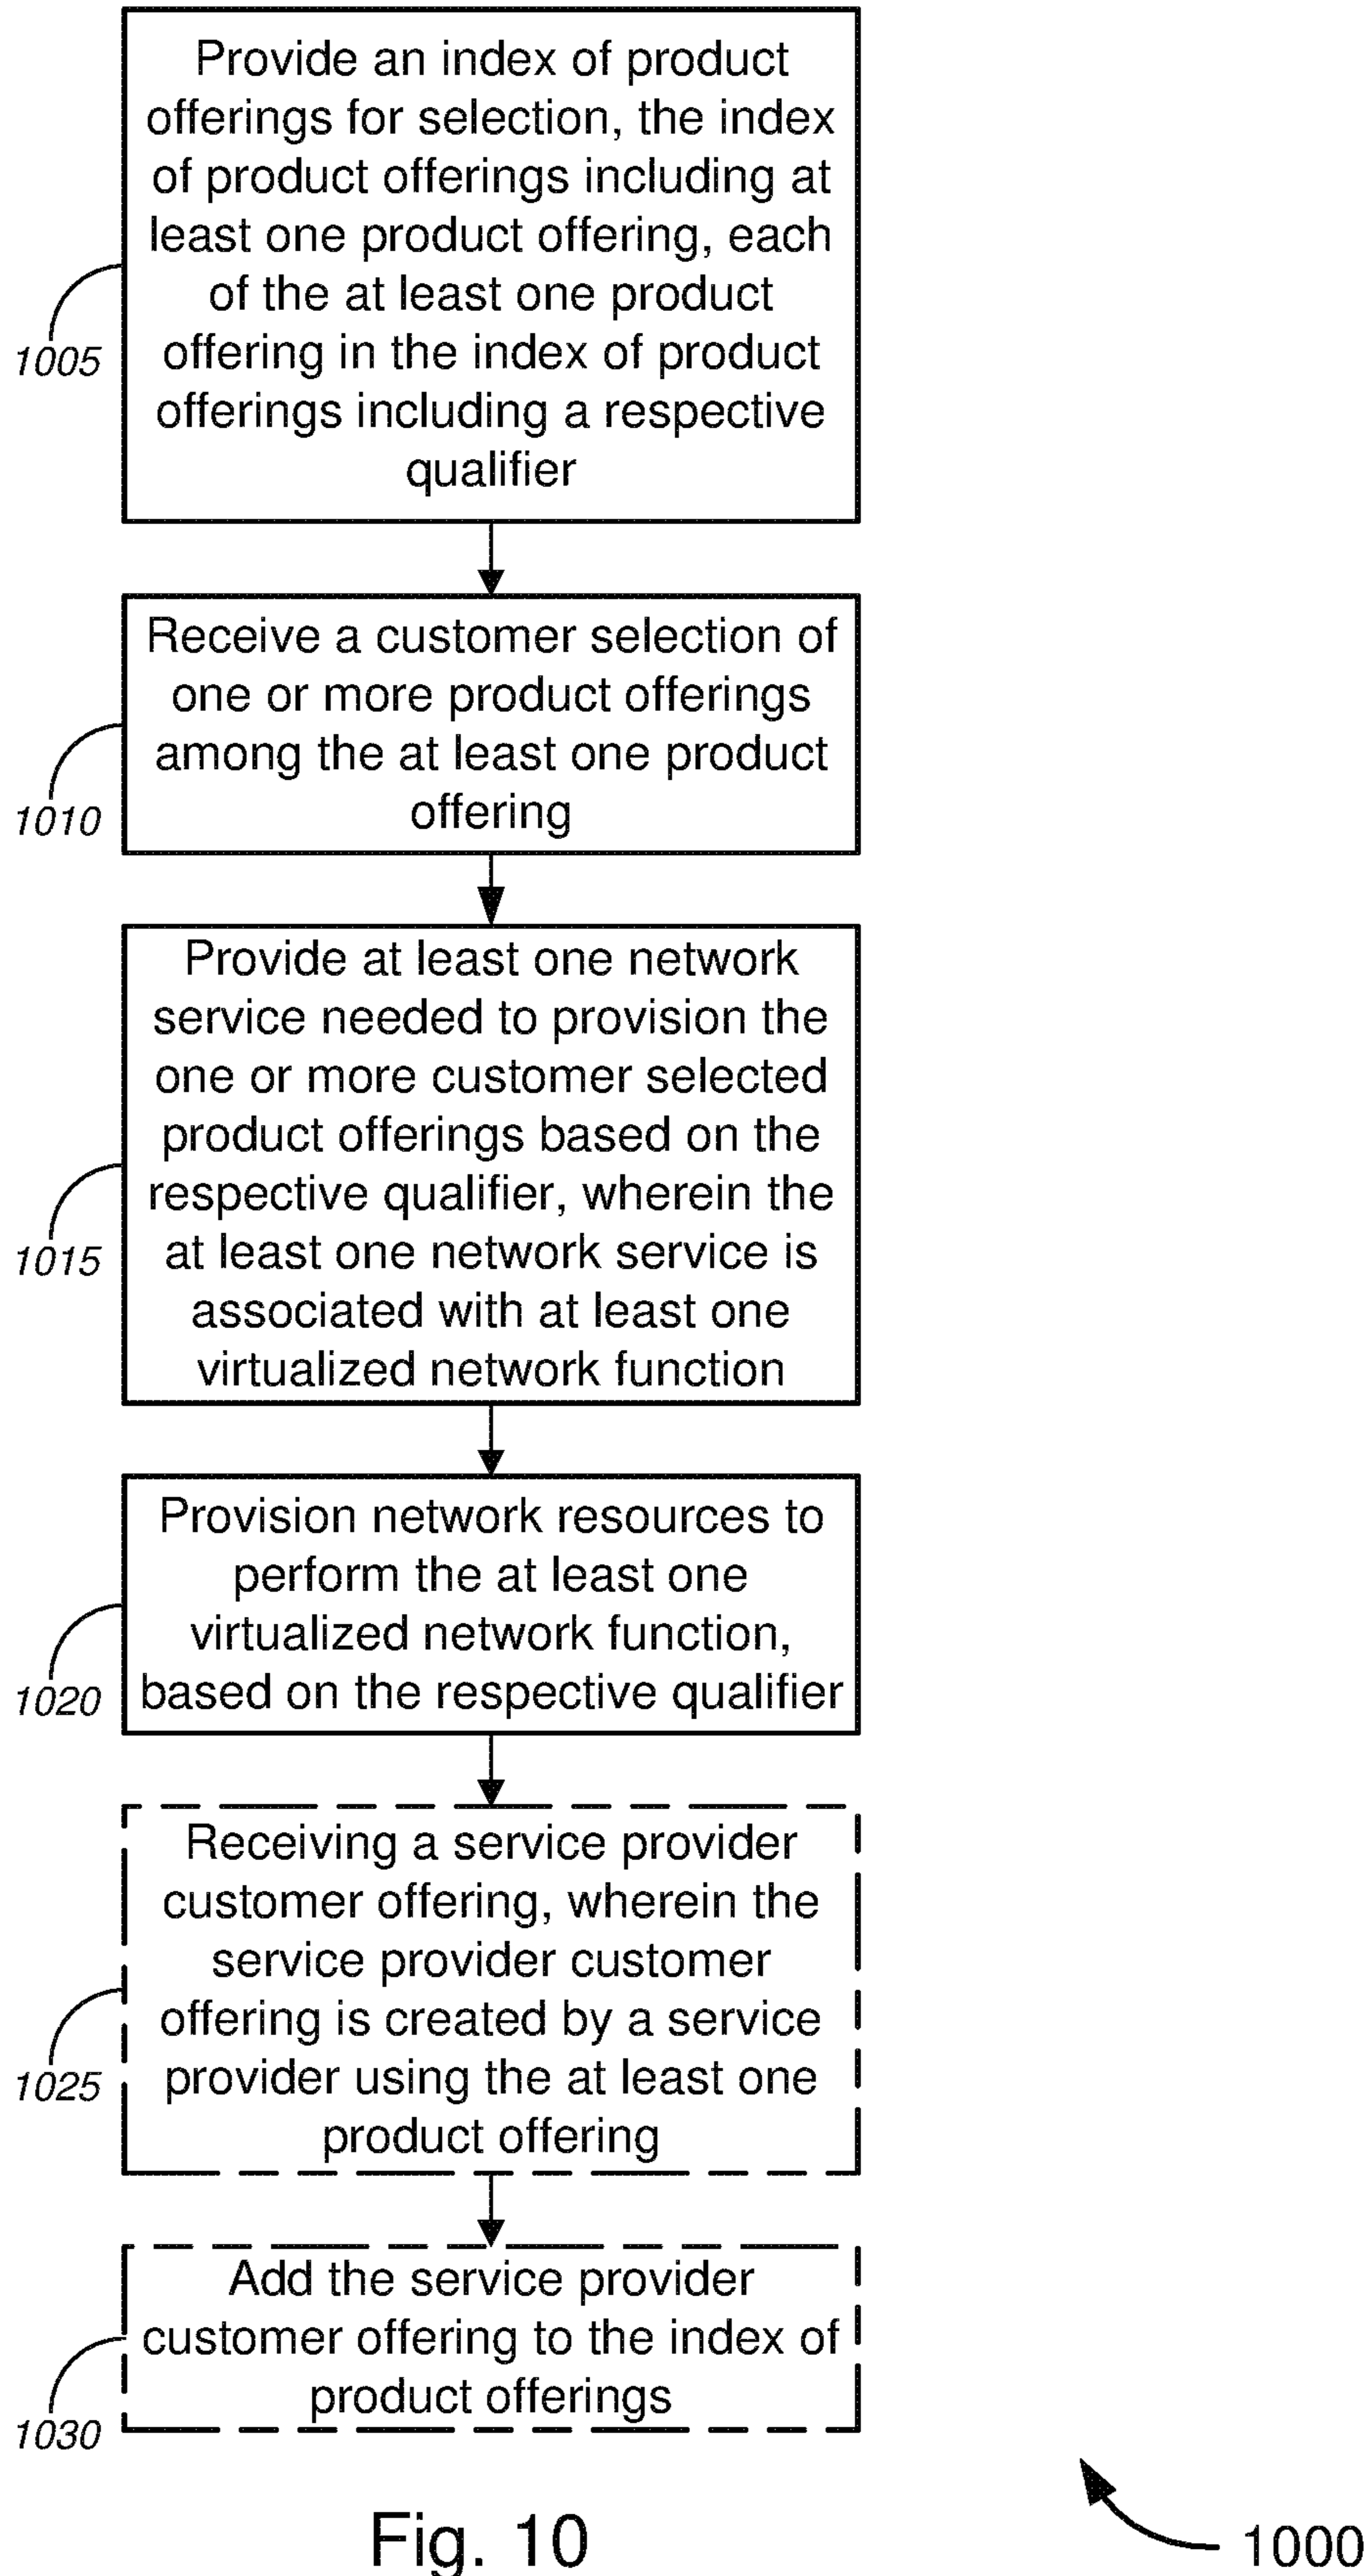 Provide an index of product
offerings for selection, the index
of product offerings including at
least one product offering, each
of the at least one product
offering in the index of product
offerings including a respective
qualifier
1005
Receive a customer selection of
one or more product offerings
among the at least one product
offering
1010
Provide at least one network
service needed to provision the
one or more customer selected
product offerings based on the
respective qualifier, wherein the
at least one network service is
associated with at least one
virtualized network function
1015
Provision network resources to
perform the at least one
virtualized network function,
based on the respective qualifier
1020
Receiving a service provider
customer offering, wherein the
service provider customer
offering is created by a service
provider using the at least one
product offering
1025
Add the service provider
customer offering to the index of
product offerings
1030
Fig. 10
1000